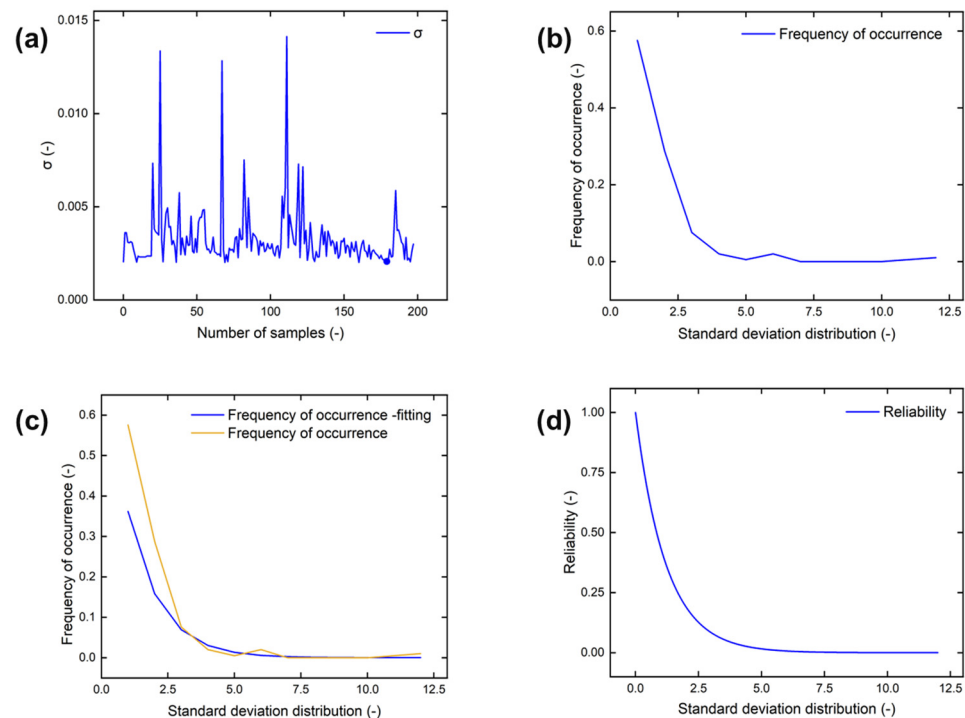 (a)
σ
0.015
0.010
0.005
0.000
σ (-)
0
50
100
150
200
Number of samples (-)
(b)
Frequency of occurrence
0.6
0.4
0.2
0.0
Frequency of occurrence (-)
0.0
2.5
5.0
7.5
10.0
12.5
Standard deviation distribution (-)
(c)
Frequency of occurrence -fitting
Frequency of occurrence
0.6
0.5
0.4
0.3
0.2
0.1
0.0
Frequency of occurrence (-)
0.0
2.5
5.0
7.5
10.0
12.5
Standard deviation distribution (-)
(d)
Reliability
1.00
0.75
0.50
0.25
0.00
Reliability (-)
0.0
2.5
5.0
7.5
10.0
12.5
Standard deviation distribution (-)